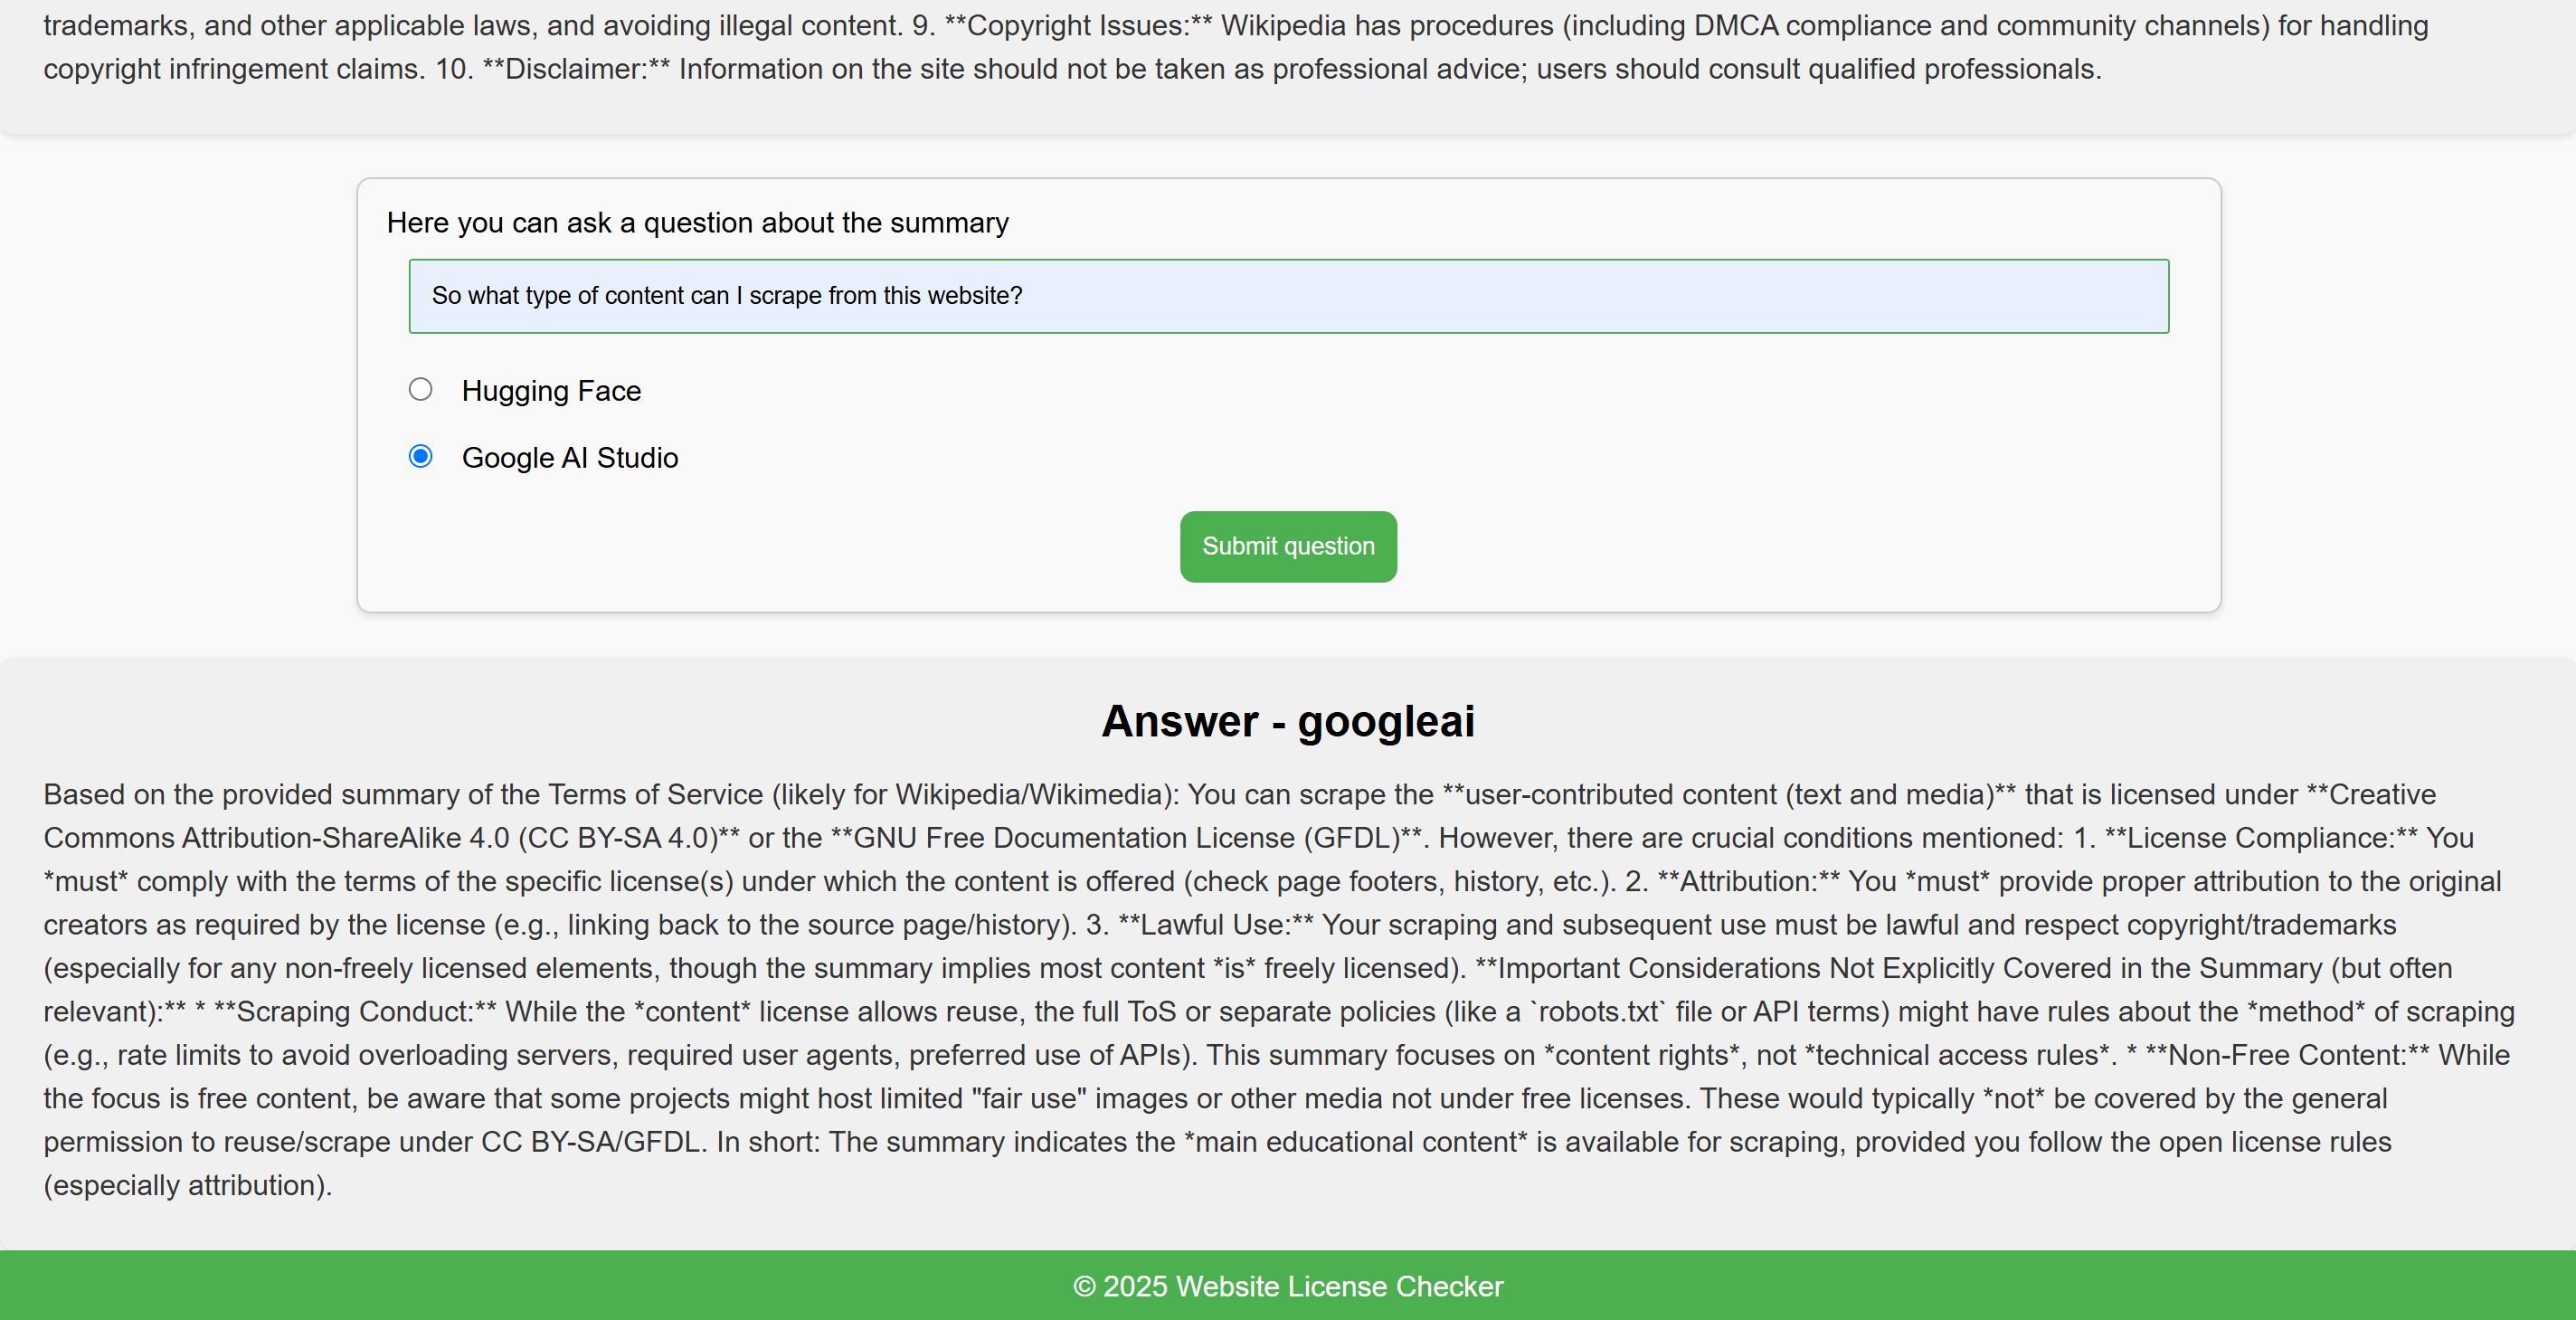 trademarks, and other applicable laws, and avoiding illegal content. 9. **Copyright Issues:** Wikipedia has procedures (including DMCA compliance and community channels) for handling
copyright infringement claims. 10. **Disclaimer:** Information on the site should not be taken as professional advice; users should consult qualified professionals.
Here you can ask a question about the summary
So what type of content can I scrape from this website?
Hugging Face
Google AI Studio
Submit question
Answer - googleai
Based on the provided summary of the Terms of Service (likely for Wikipedia/Wikimedia): You can scrape the **user-contributed content (text and media)** that is licensed under **Creative
Commons Attribution-ShareAlike 4.0 (CC BY-SA 4.0)** or the **GNU Free Documentation License (GFDL)**. However, there are crucial conditions mentioned: 1. **License Compliance:** You
*must* comply with the terms of the specific license(s) under which the content is offered (check page footers, history, etc.). 2. **Attribution:** You *must* provide proper attribution to the original
creators as required by the license (e.g., linking back to the source page/history). 3. **Lawful Use:** Your scraping and subsequent use must be lawful and respect copyright/trademarks
(especially for any non-freely licensed elements, though the summary implies most content *is* freely licensed). **Important Considerations Not Explicitly Covered in the Summary (but often
relevant):** * **Scraping Conduct:** While the *content* license allows reuse, the full ToS or separate policies (like a `robots.txt` file or API terms) might have rules about the *method* of scraping
(e.g., rate limits to avoid overloading servers, required user agents, preferred use of APIs). This summary focuses on *content rights*, not *technical access rules*. * **Non-Free Content:** While
the focus is free content, be aware that some projects might host limited "fair use" images or other media not under free licenses. These would typically *not* be covered by the general
permission to reuse/scrape under CC BY-SA/GFDL. In short: The summary indicates the *main educational content* is available for scraping, provided you follow the open license rules
(especially attribution).
© 2025 Website License Checker